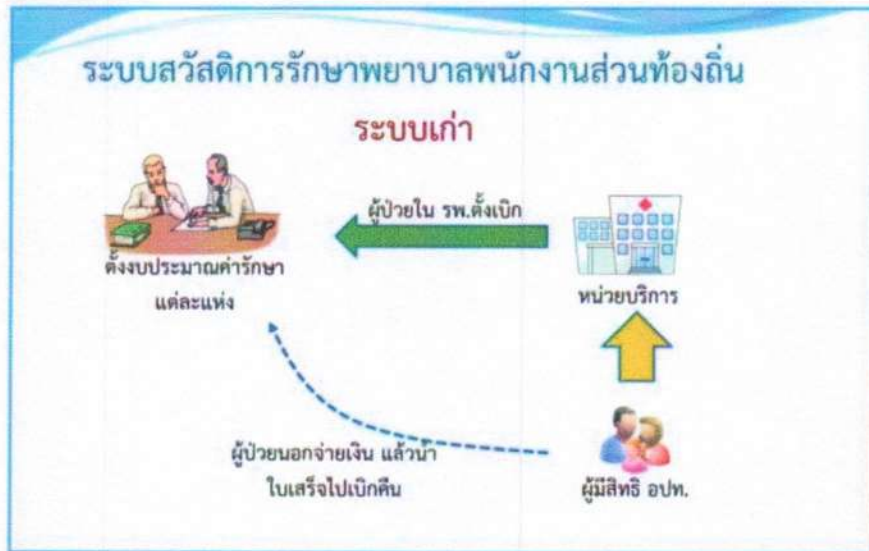 ระบบสวัสดิการรักษาพยาบาลพนักงานส่วนท้องถิ่น
ระบบเก่า
ผู้ป่วยใน รพ.ตั้งเบิก
ตั้งงบประมาณค่ารักษา
แต่ละแห่ง
หน่วยบริการ
ผู้ป่วยนอกจ่ายเงิน แล้วนำ
ใบเสร็จไปเบิกคืน
ผู้มีสิทธิ อปท.